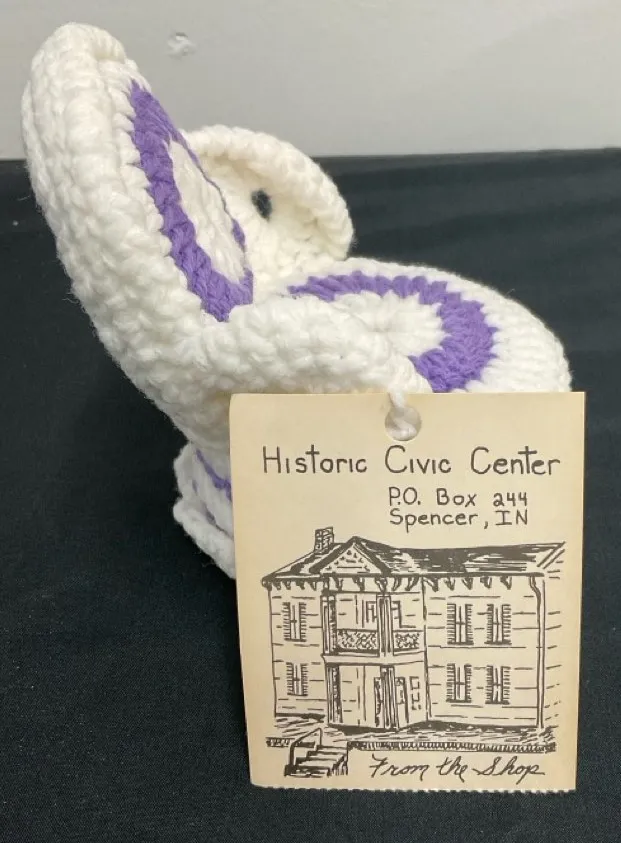 Historic Civic Center
P.O. Box 244
Spencer, IN
From the Shop